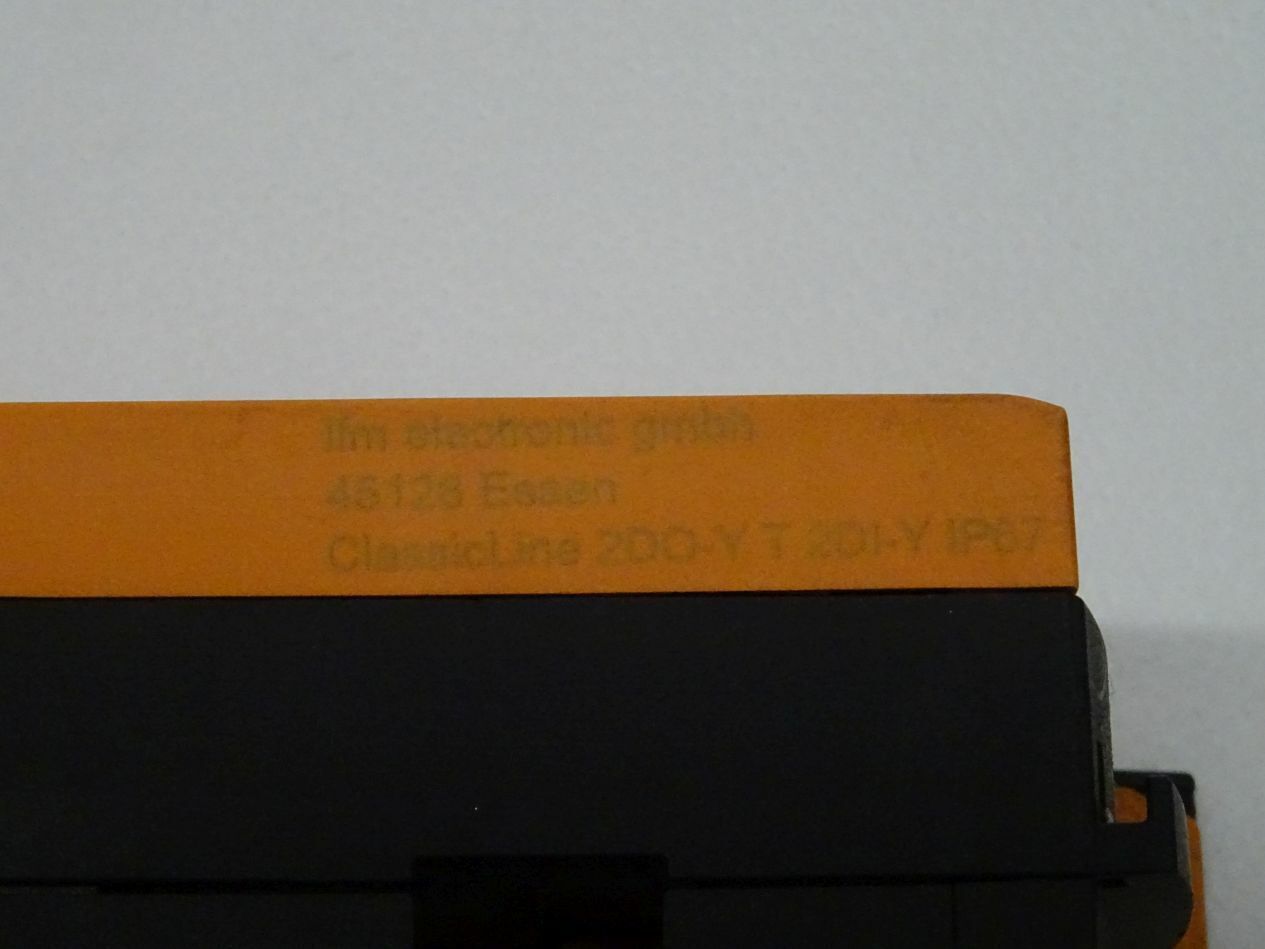 ifm electronic gmbh
45128 Essen
ClassicLine 2DO-Y T 2DI-Y IP67